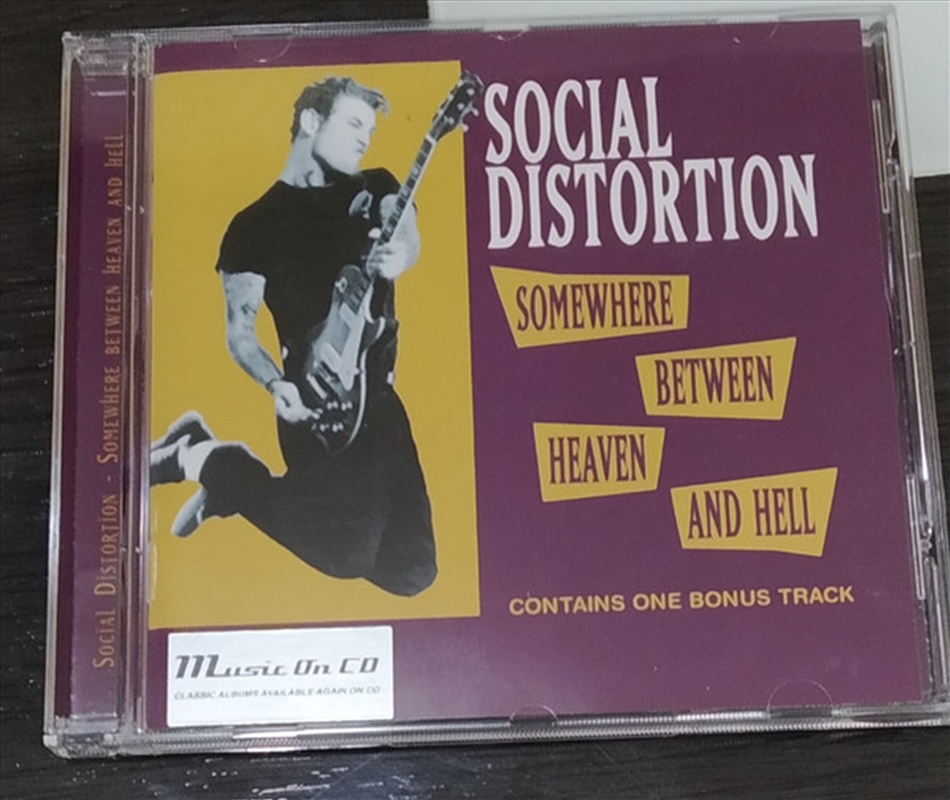 SOCIAL DISTORTION - SOMEWHERE BETWEEN HEAVEN AND HELL
SOCIAL
DISTORTION
SOMEWHERE
BETWEEN
HEAVEN
AND HELL
CONTAINS ONE BONUS TRACK
Music On CD
CLASSIC ALBUMS AVAILABLE AGAIN ON CD